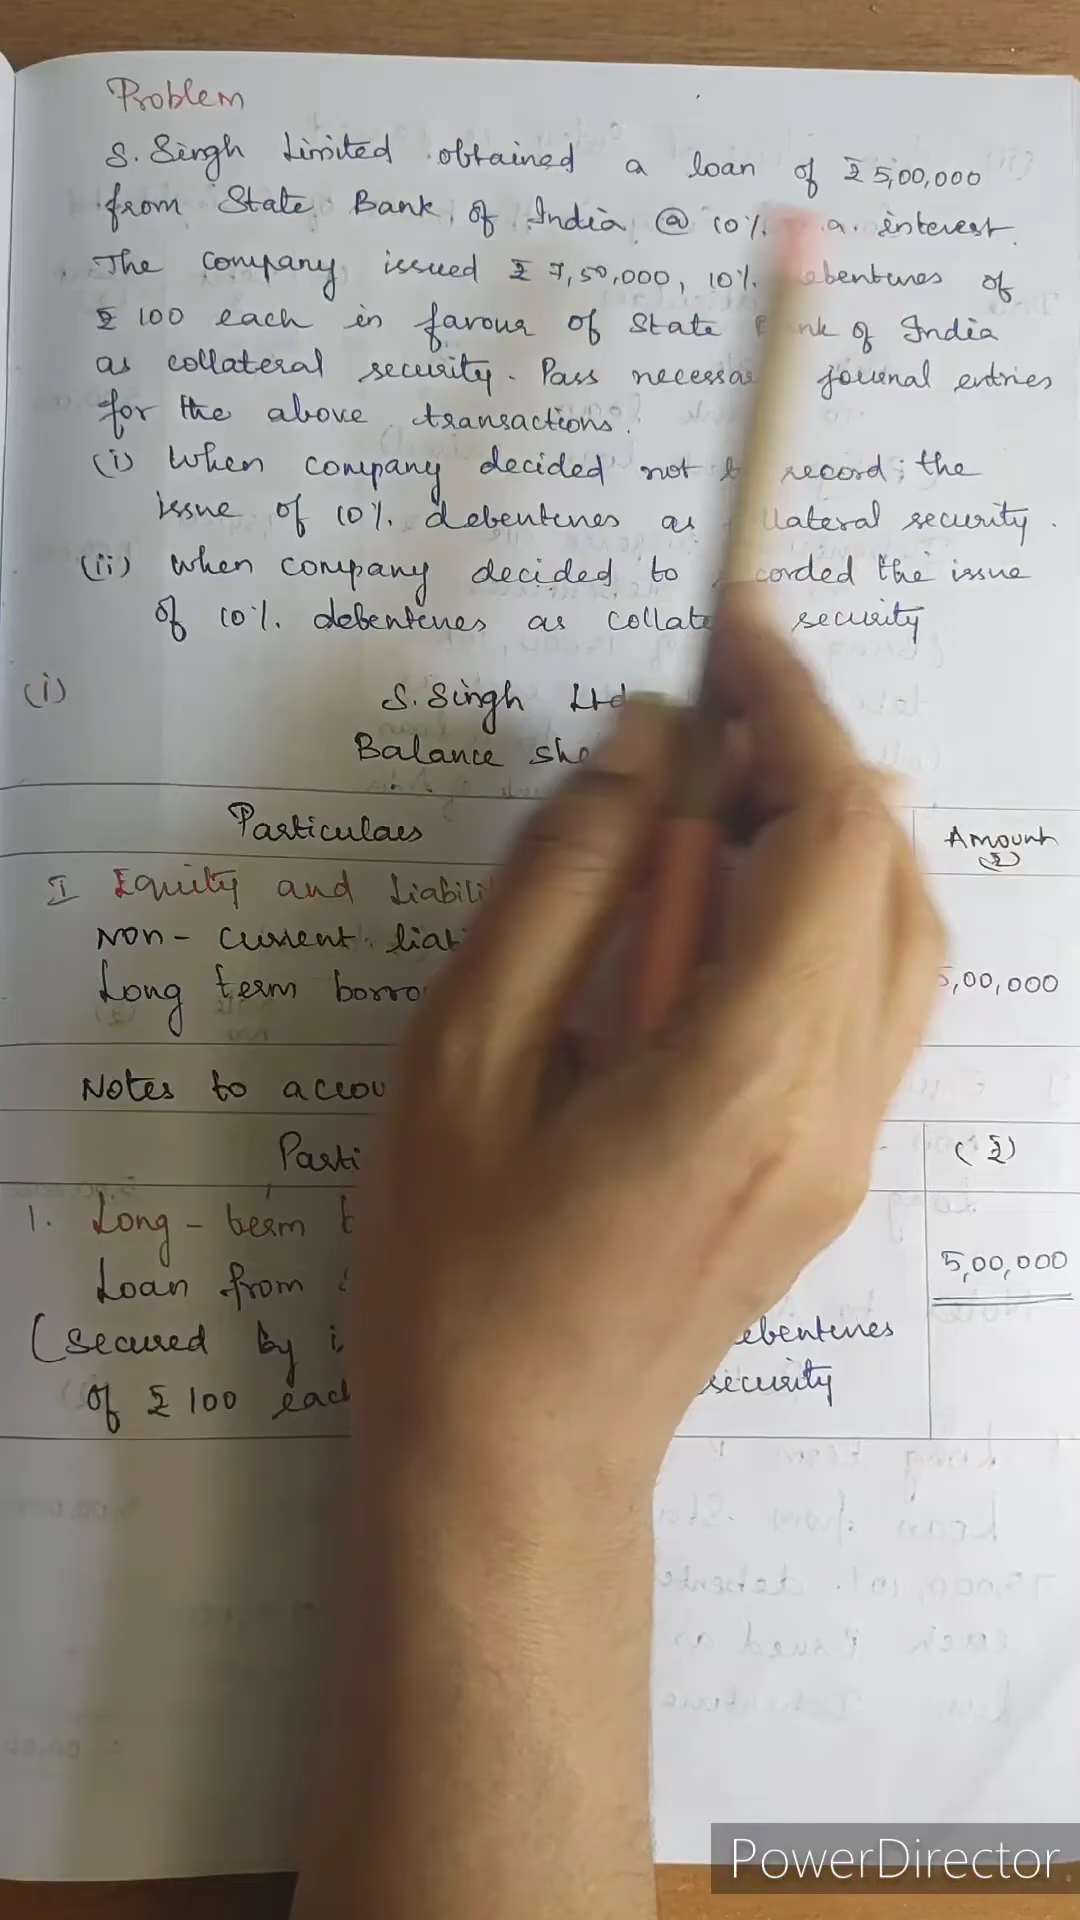 Problem
S. Singh Limited obtained a loan of ₹ 5,00,000
from State Bank of India @ 10% a. interest.
The company issued ₹ 7,50,000, 10% ebentures of
₹ 100 each in favour of State nk of India
as collateral security. Pass necessa journal entries
for the above transactions.
(i) When company decided not t record the
issue of 10% debentures as llateral security.
(ii) when company decided to corded the issue
of 10% debentures as collate security
(i) S. Singh Ltd
Balance she
Particulars Amount (₹)
I Equity and Liabili
Non-current liabi
Long term borro 5,00,000
Notes to accou
Parti (₹)
1. Long-term b
Loan from 5,00,000
(secured by i ebentures
of ₹ 100 each security
PowerDirector